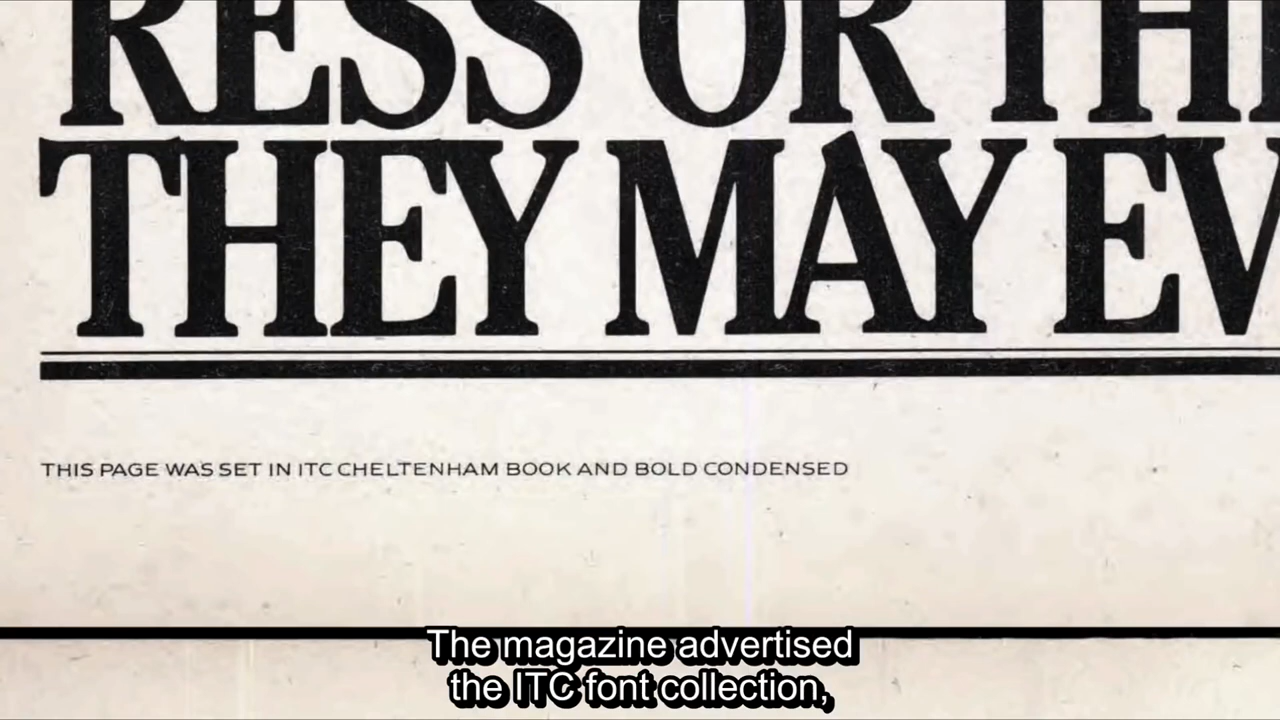 RESS OR TH
THEY MAY EV
THIS PAGE WAS SET IN ITC CHELTENHAM BOOK AND BOLD CONDENSED
The magazine advertised
the ITC font collection,